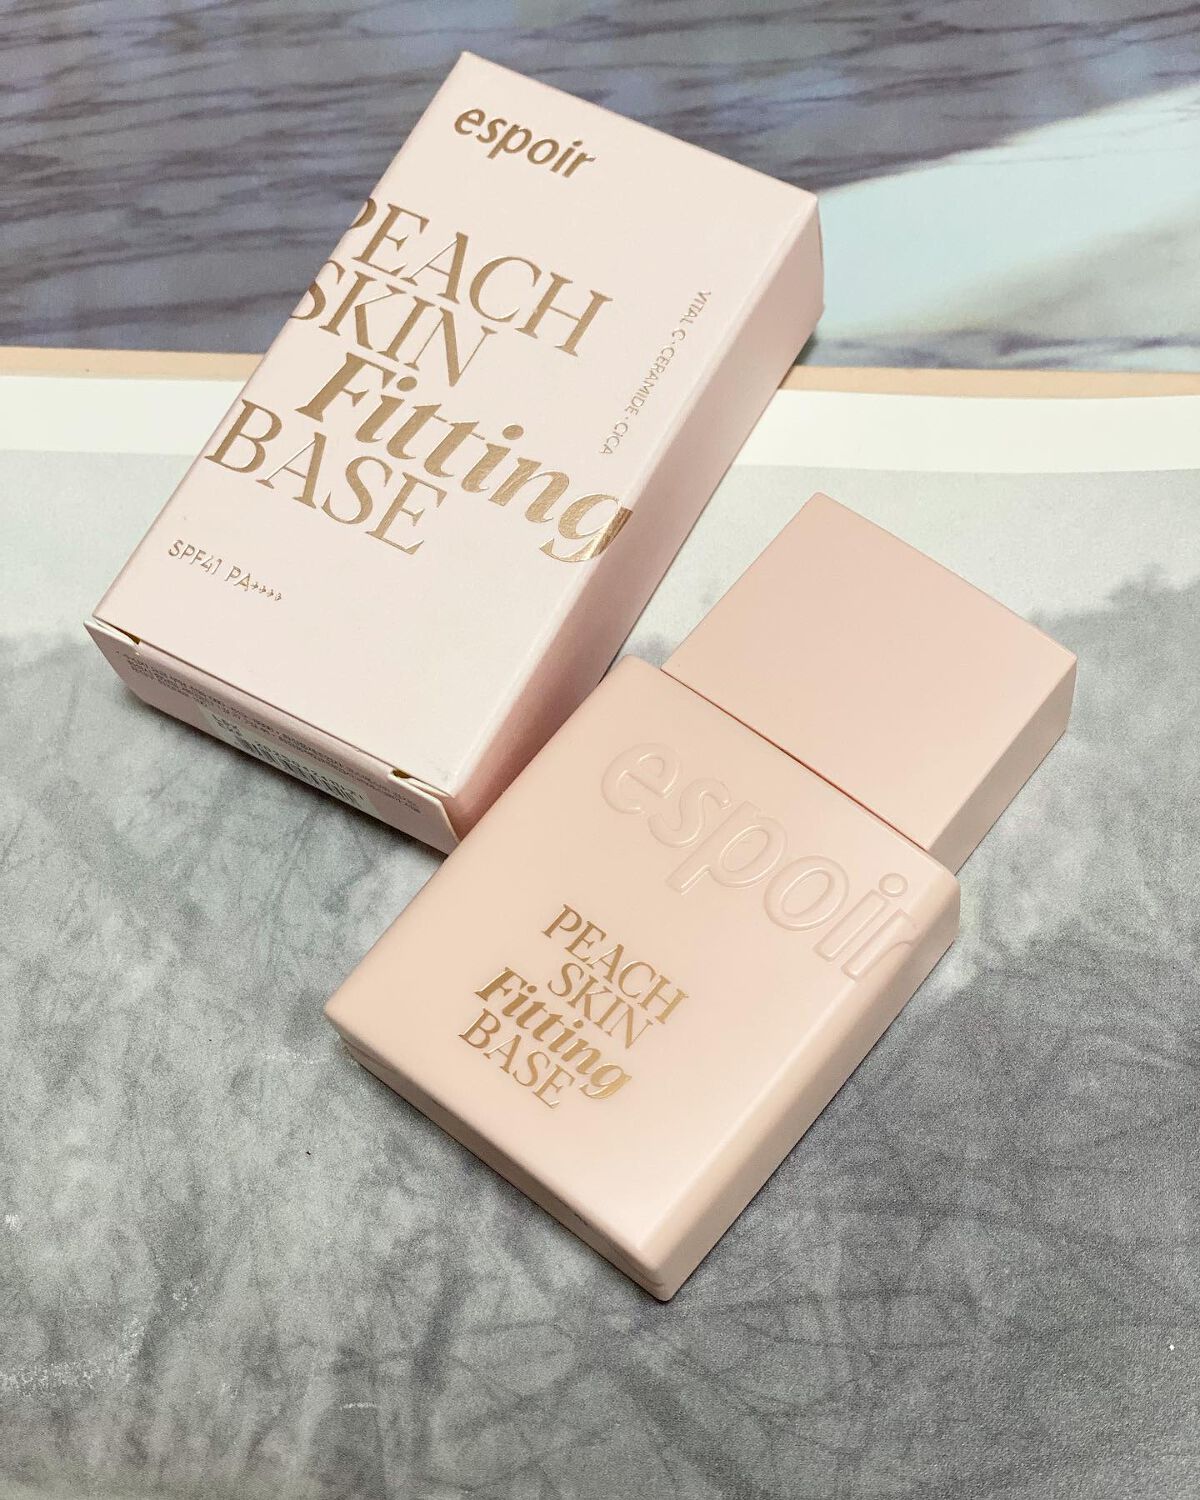 espoir
PEACH
SKIN
Fitting
BASE
VITAL C · CERAMIDE · CICA
SPF41 PA++++
espoir
PEACH
SKIN
Fitting
BASE